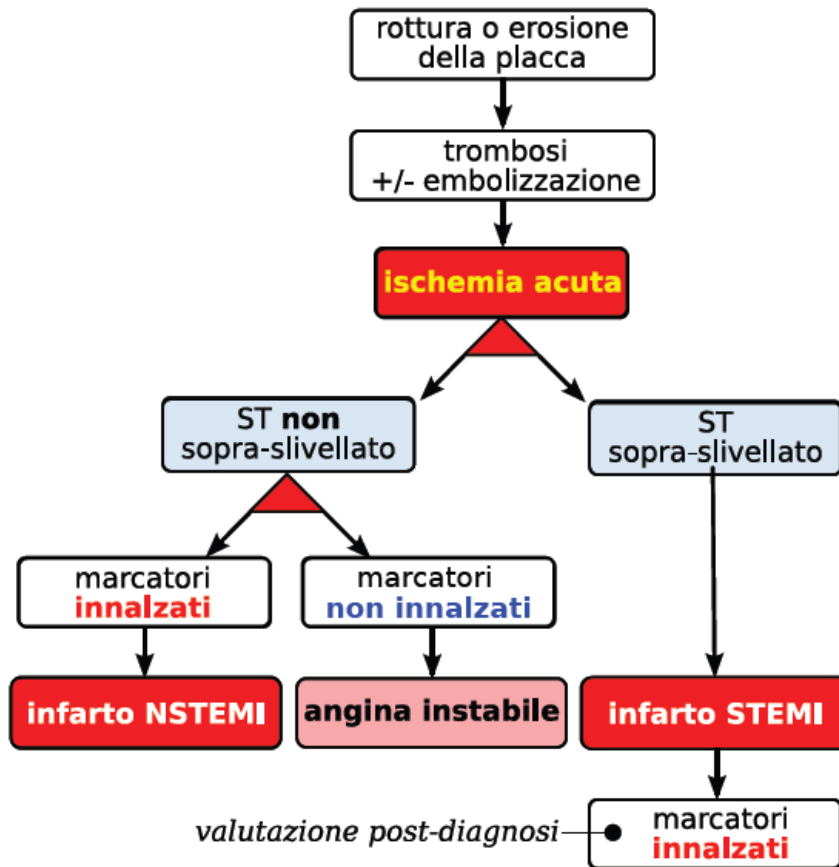 rottura o erosione
della placca
trombosi
+/- embolizzazione
ischemia acuta
ST non
sopra-slivellato
ST
sopra-slivellato
marcatori
innalzati
marcatori
non innalzati
infarto NSTEMI
angina instabile
infarto STEMI
valutazione post-diagnosi
marcatori
innalzati